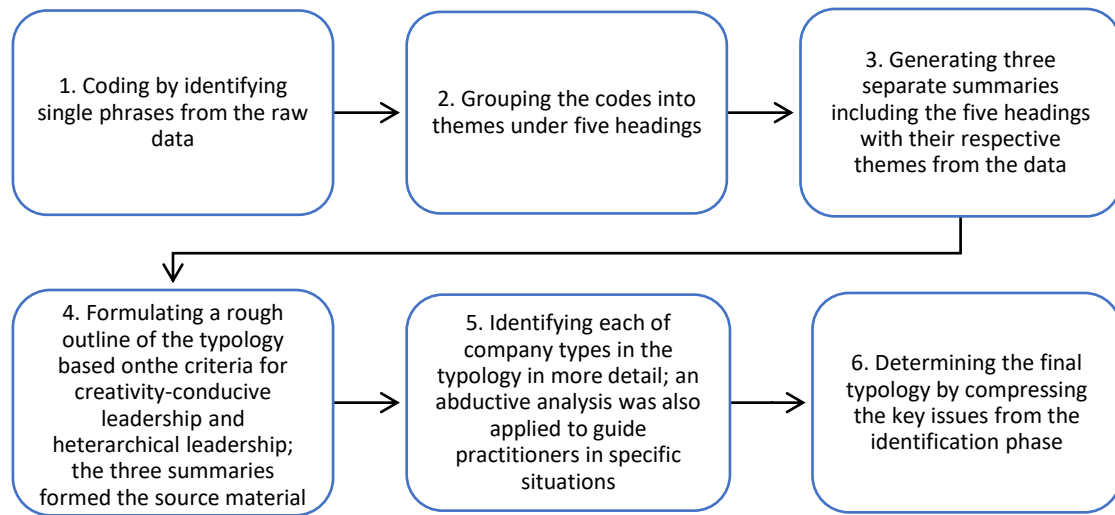 1. Coding by identifying
single phrases from the raw
data
2. Grouping the codes into
themes under five headings
3. Generating three
separate summaries
including the five headings
with their respective
themes from the data
4. Formulating a rough
outline of the typology
based onthe criteria for
creativity-conducive
leadership and
heterarchical leadership;
the three summaries
formed the source material
5. Identifying each of
company types in the
typology in more detail; an
abductive analysis was also
applied to guide
practitioners in specific
situations
6. Determining the final
typology by compressing
the key issues from the
identification phase